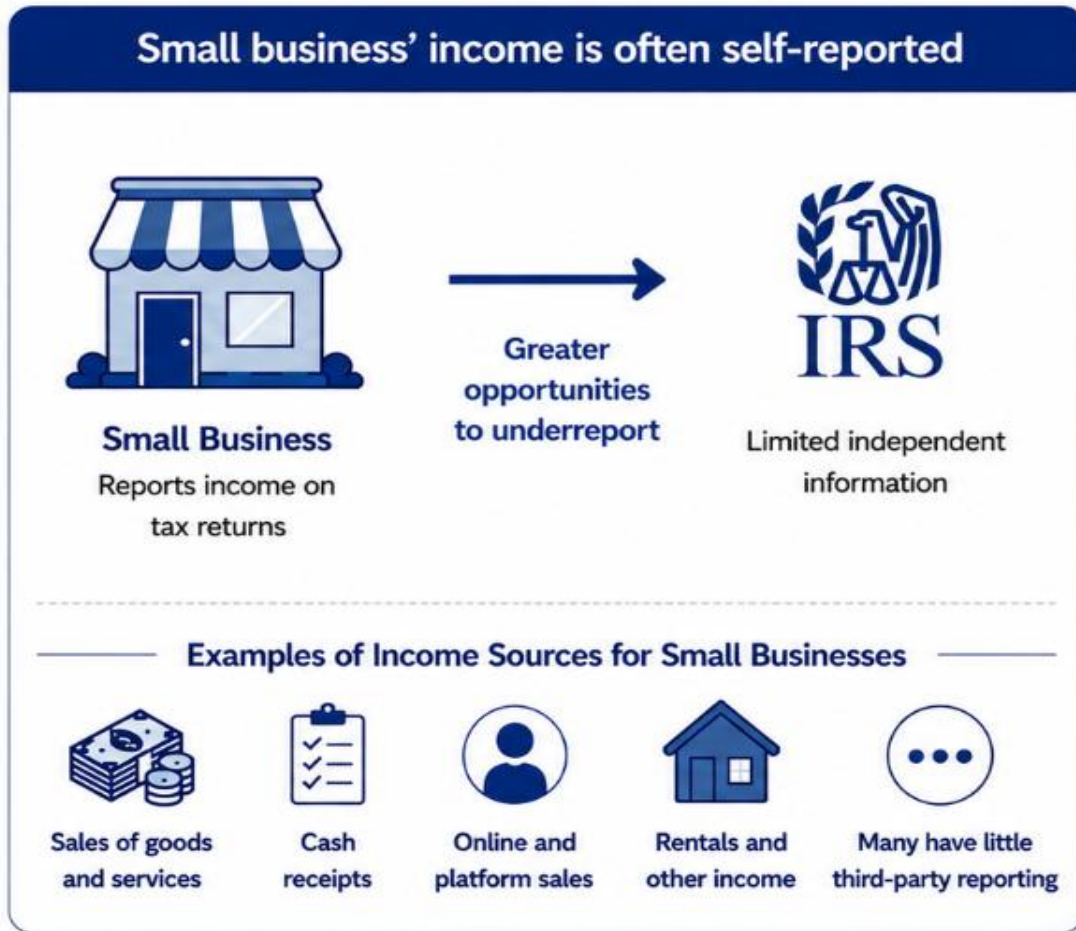 Small business' income is often self-reported
Greater
opportunities
to underreport
IRS
Small Business
Reports income on
tax returns
Limited independent
information
Examples of Income Sources for Small Businesses
Sales of goods
and services
Cash
receipts
Online and
platform sales
Rentals and
other income
Many have little
third-party reporting